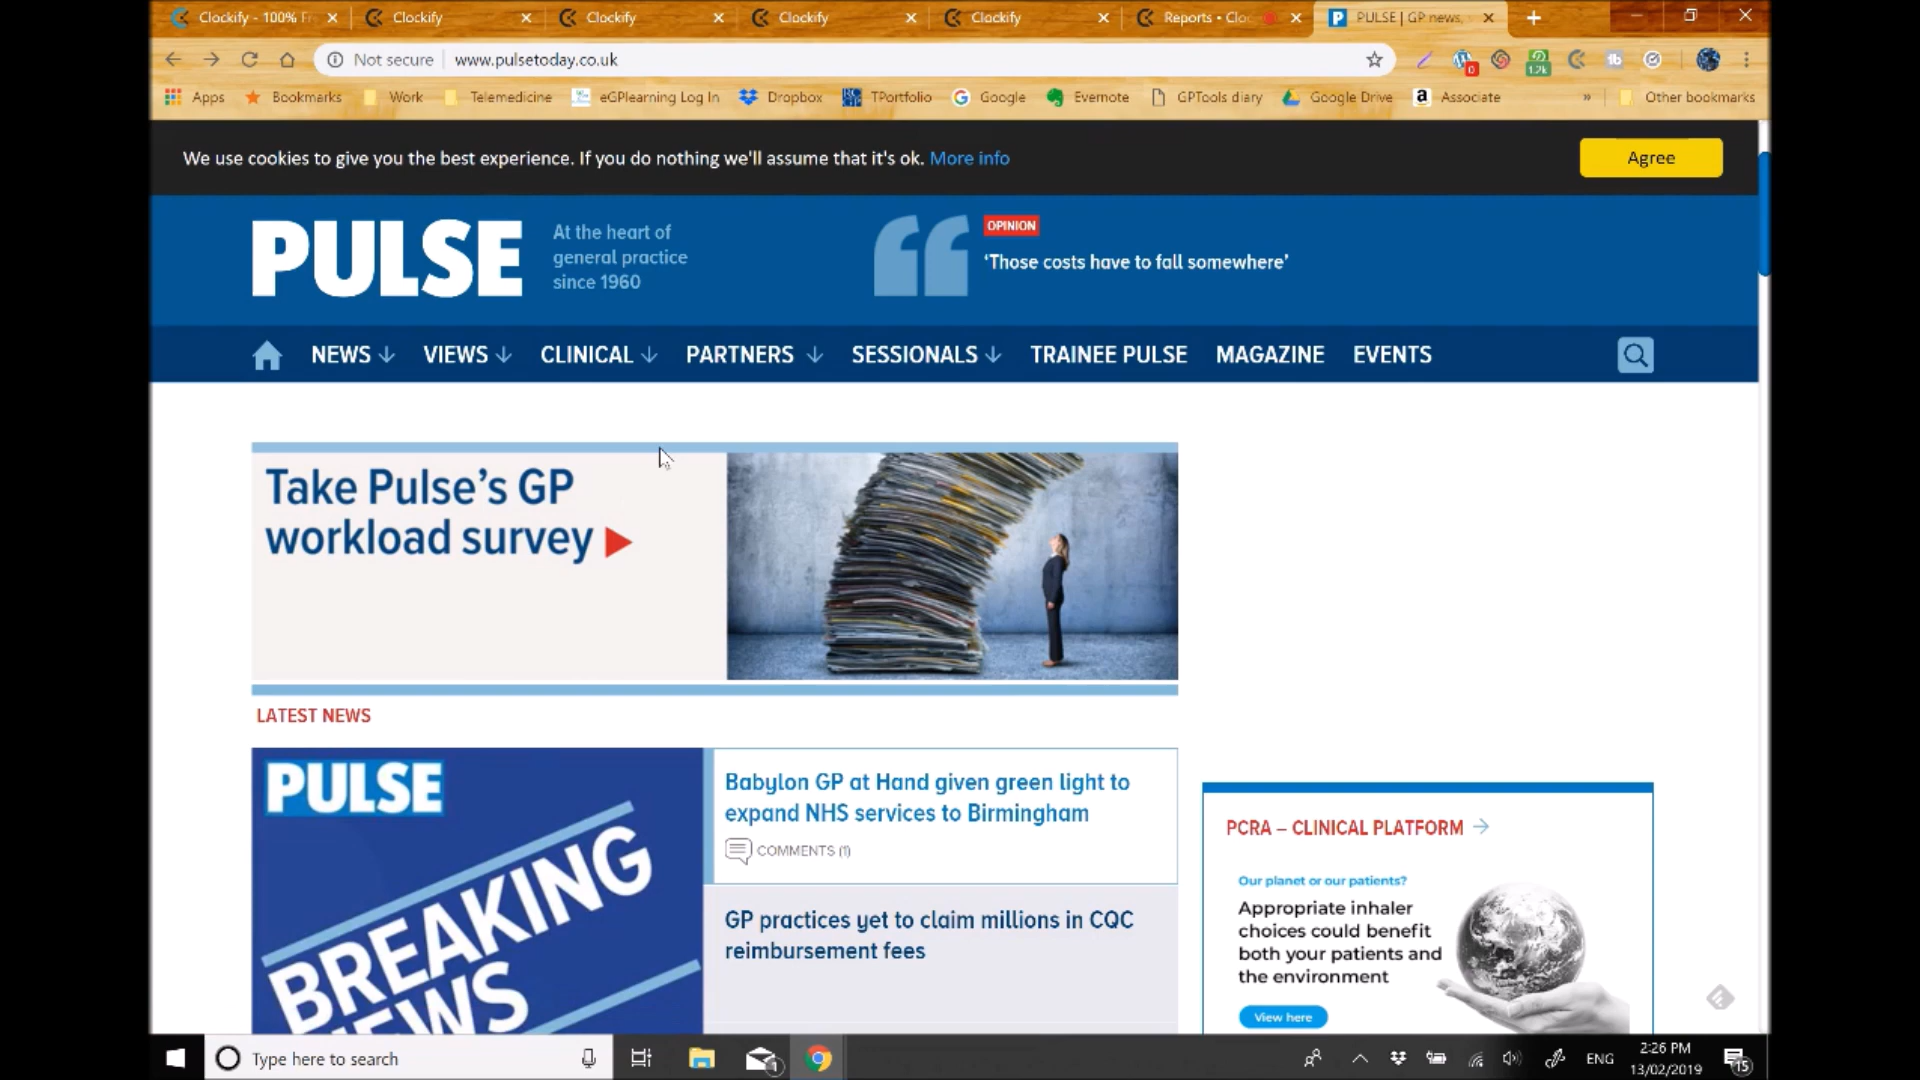 Clockify - 100% Fr
Clockify
Clockify
Clockify
Clockify
Reports • Cloc
PULSE | GP news,
Not secure
www.pulsetoday.co.uk
0
1.2k
tb
Apps
Bookmarks
Work
Telemedicine
eGPlearning Log In
Dropbox
TPortfolio
Google
Evernote
GPTools diary
Google Drive
Associate
»
Other bookmarks
We use cookies to give you the best experience. If you do nothing we'll assume that it's ok. More info
Agree
PULSE
At the heart of
general practice
since 1960
OPINION
‘Those costs have to fall somewhere’
NEWS
VIEWS
CLINICAL
PARTNERS
SESSIONALS
TRAINEE PULSE
MAGAZINE
EVENTS
Take Pulse’s GP
workload survey
LATEST NEWS
PULSE
BREAKING
NEWS
Babylon GP at Hand given green light to
expand NHS services to Birmingham
COMMENTS (1)
GP practices yet to claim millions in CQC
reimbursement fees
PCRA – CLINICAL PLATFORM
Our planet or our patients?
Appropriate inhaler
choices could benefit
both your patients and
the environment
View here
Type here to search
1
ENG
2:26 PM
13/02/2019
15